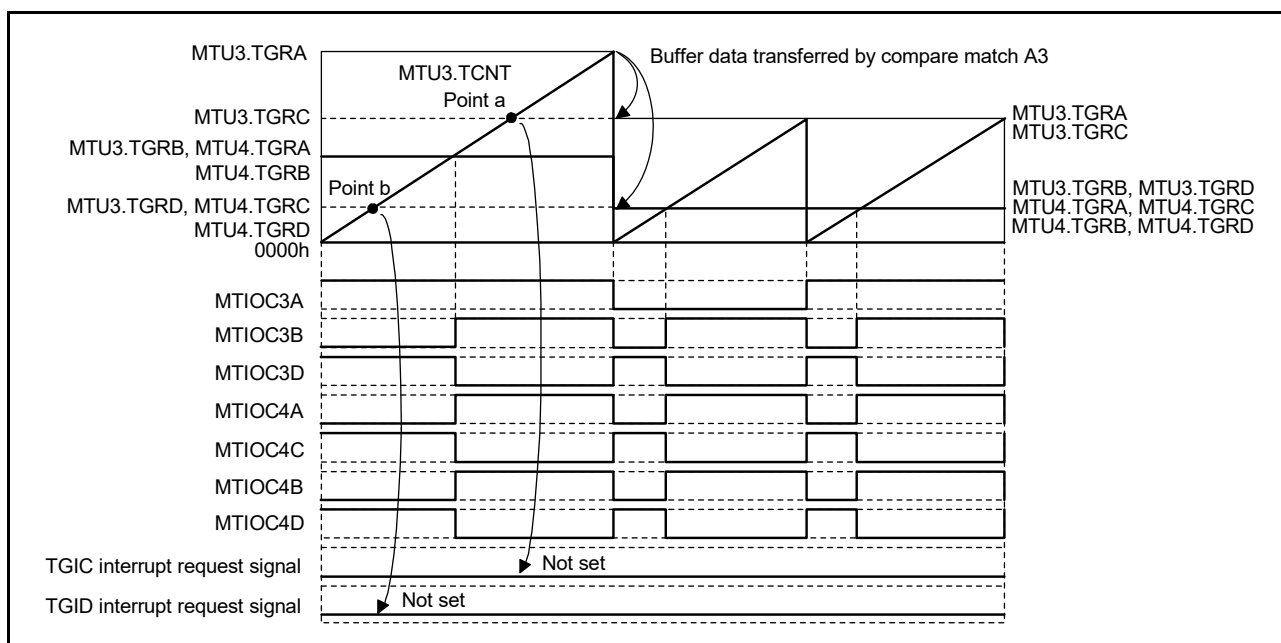 MTU3.TGRA
Buffer data transferred by compare match A3
MTU3.TCNT
Point a
MTU3.TGRC
MTU3.TGRA
MTU3.TGRC
MTU3.TGRB, MTU4.TGRA
MTU4.TGRB
Point b
MTU3.TGRB, MTU3.TGRD
MTU3.TGRD, MTU4.TGRC
MTU4.TGRA, MTU4.TGRC
MTU4.TGRD
MTU4.TGRB, MTU4.TGRD
0000h
MTIOC3A
MTIOC3B
MTIOC3D
MTIOC4A
MTIOC4C
MTIOC4B
MTIOC4D
TGIC interrupt request signal
Not set
TGID interrupt request signal
Not set